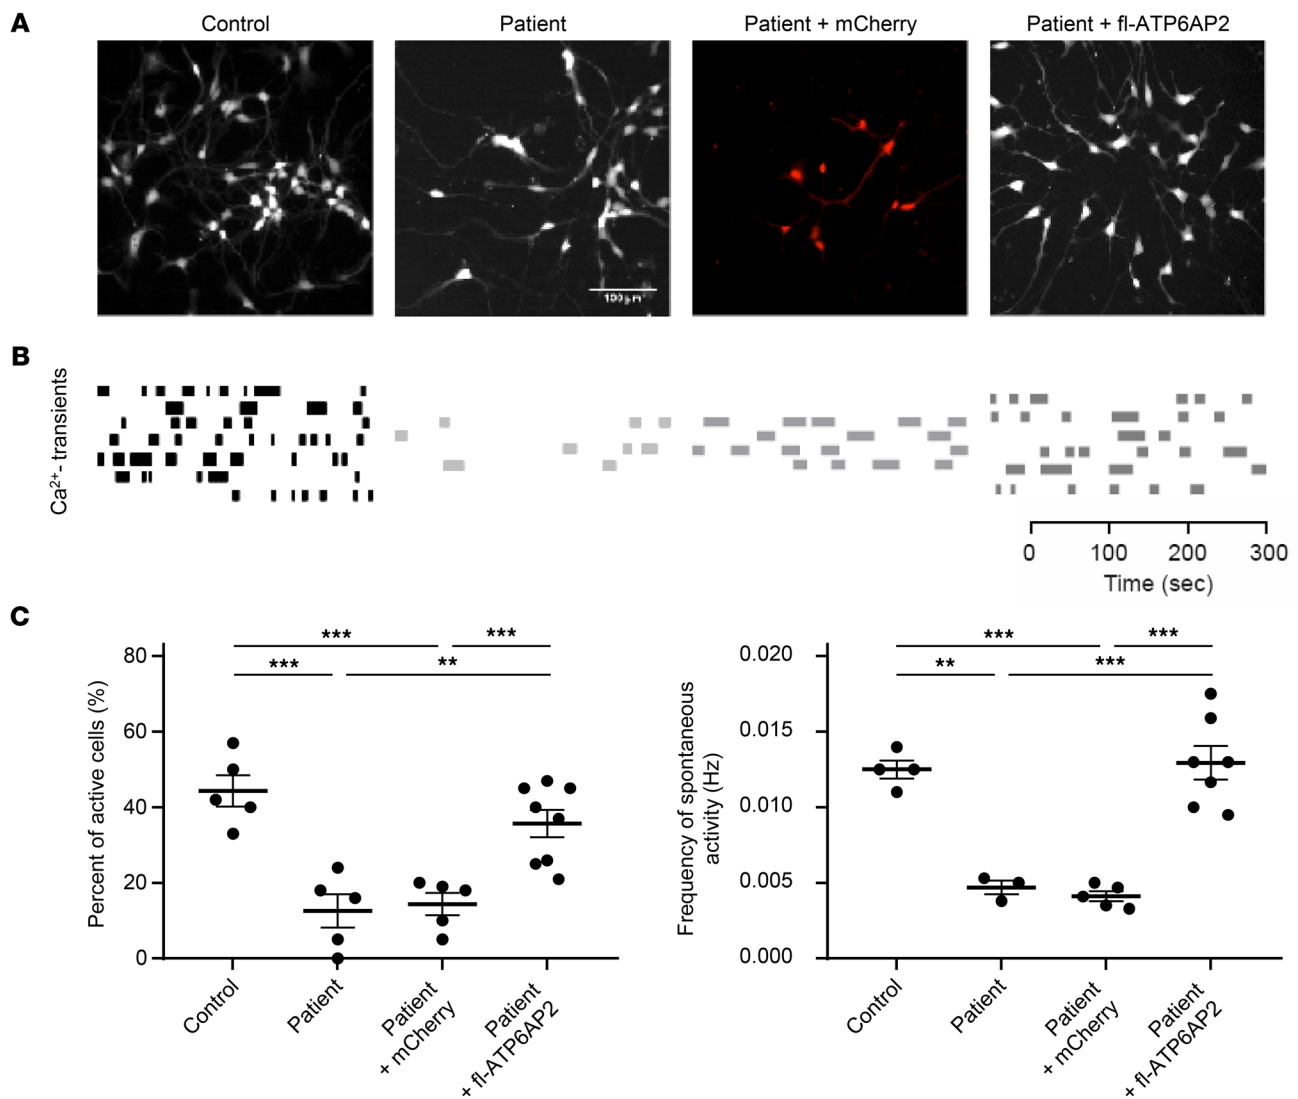 A
Control
Patient
Patient + mCherry
Patient + fl-ATP6AP2
100μm
B
Ca²⁺- transients
0 100 200 300
Time (sec)
C
Percent of active cells (%)
80
60
40
20
0
*** ***
*** **
Control
Patient
Patient
+ mCherry
Patient
+ fl-ATP6AP2
Frequency of spontaneous
activity (Hz)
0.020
0.015
0.010
0.005
0.000
*** ***
** ***
Control
Patient
Patient
+ mCherry
Patient
+ fl-ATP6AP2